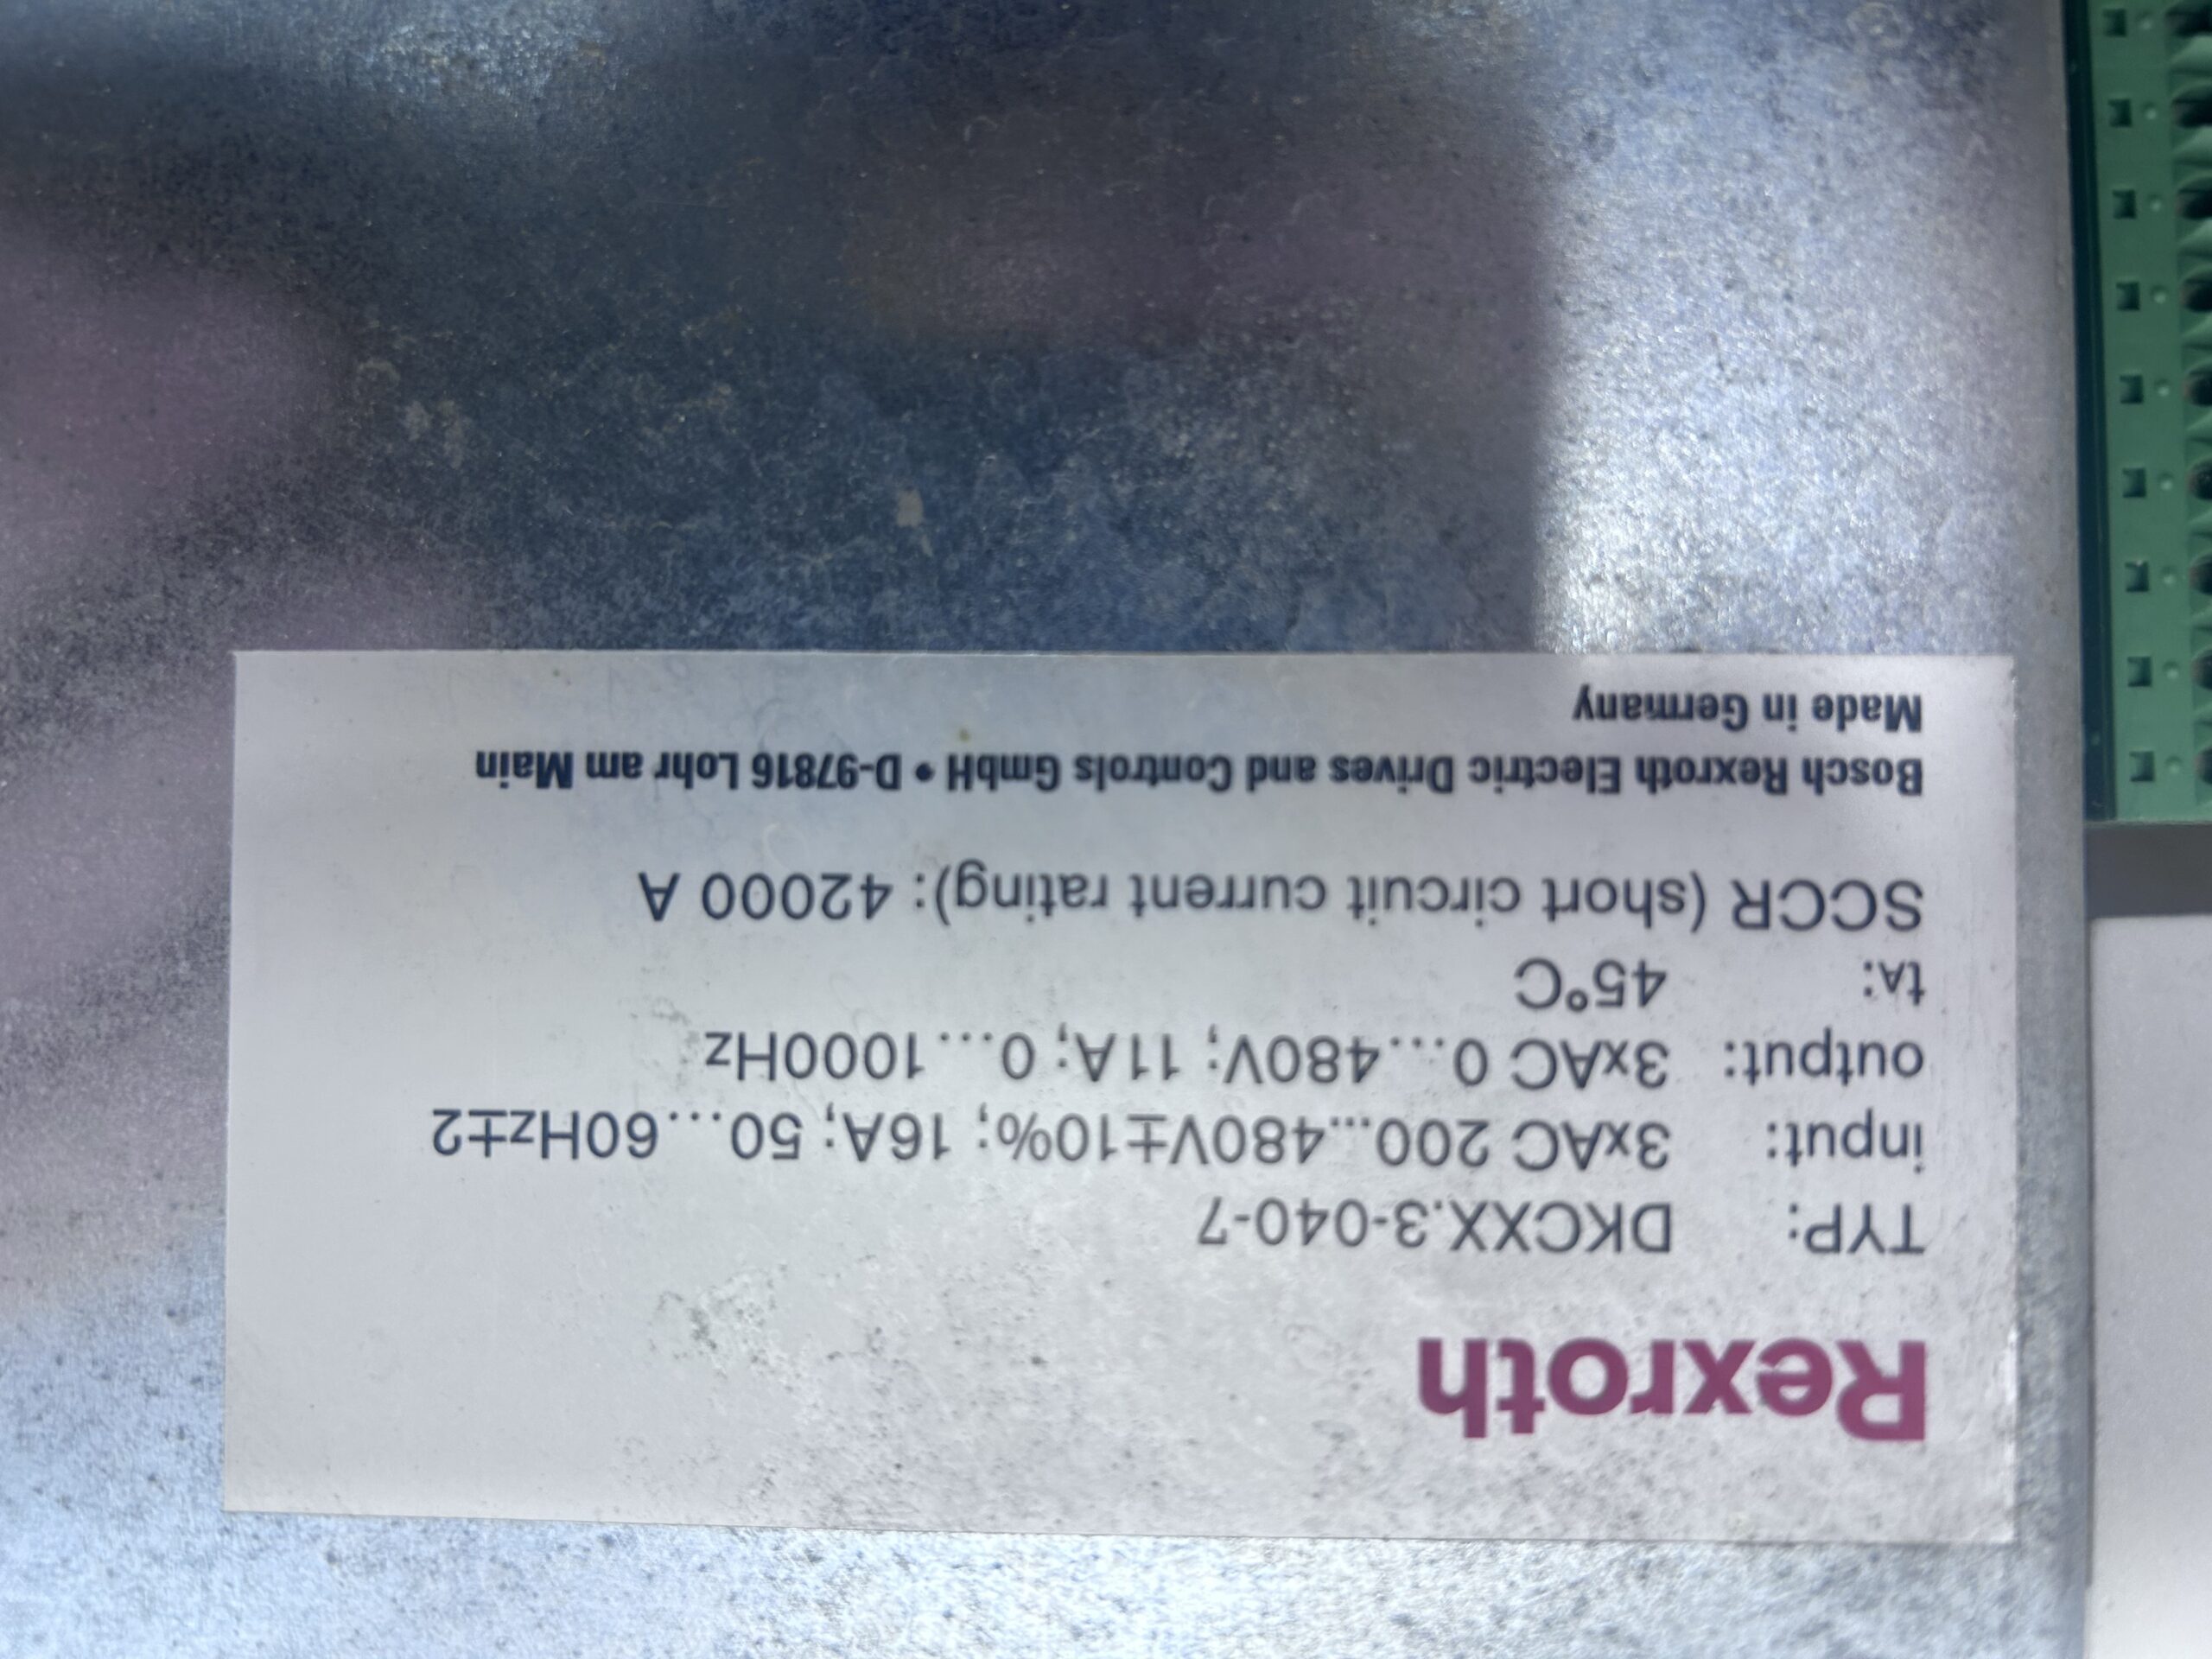 Rexroth
TYP: DKCXX.3-040-7
input: 3xAC 200...480V±10%; 16A; 50...60Hz±2
output: 3xAC 0...480V; 11A; 0...1000Hz
tA: 45°C
SCCR (short circuit current rating): 42000 A
Bosch Rexroth Electric Drives and Controls GmbH • D-97816 Lohr am Main
Made in Germany